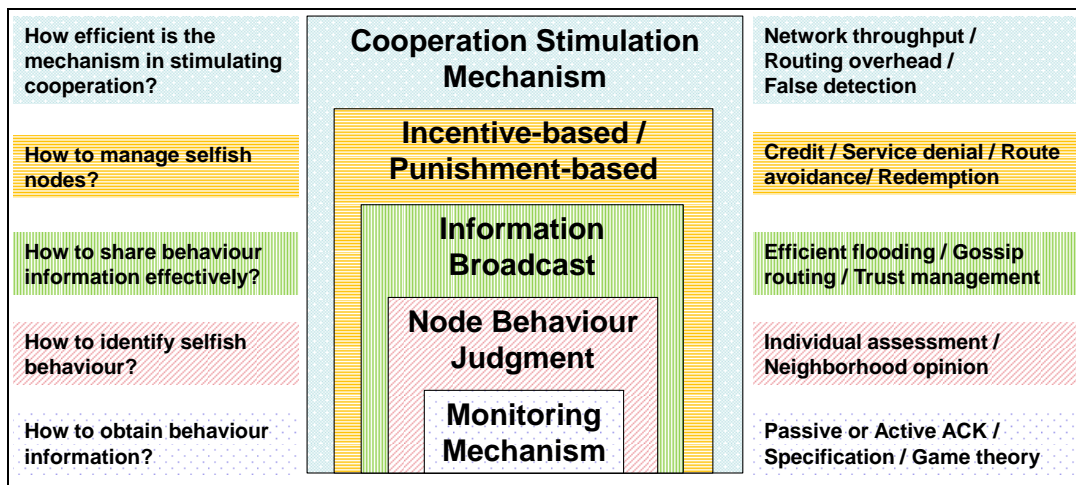 How efficient is the
mechanism in stimulating
cooperation?
How to manage selfish
nodes?
How to share behaviour
information effectively?
How to identify selfish
behaviour?
How to obtain behaviour
information?
Cooperation Stimulation
Mechanism
Incentive-based /
Punishment-based
Information
Broadcast
Node Behaviour
Judgment
Monitoring
Mechanism
Network throughput /
Routing overhead /
False detection
Credit / Service denial / Route
avoidance/ Redemption
Efficient flooding / Gossip
routing / Trust management
Individual assessment /
Neighborhood opinion
Passive or Active ACK /
Specification / Game theory